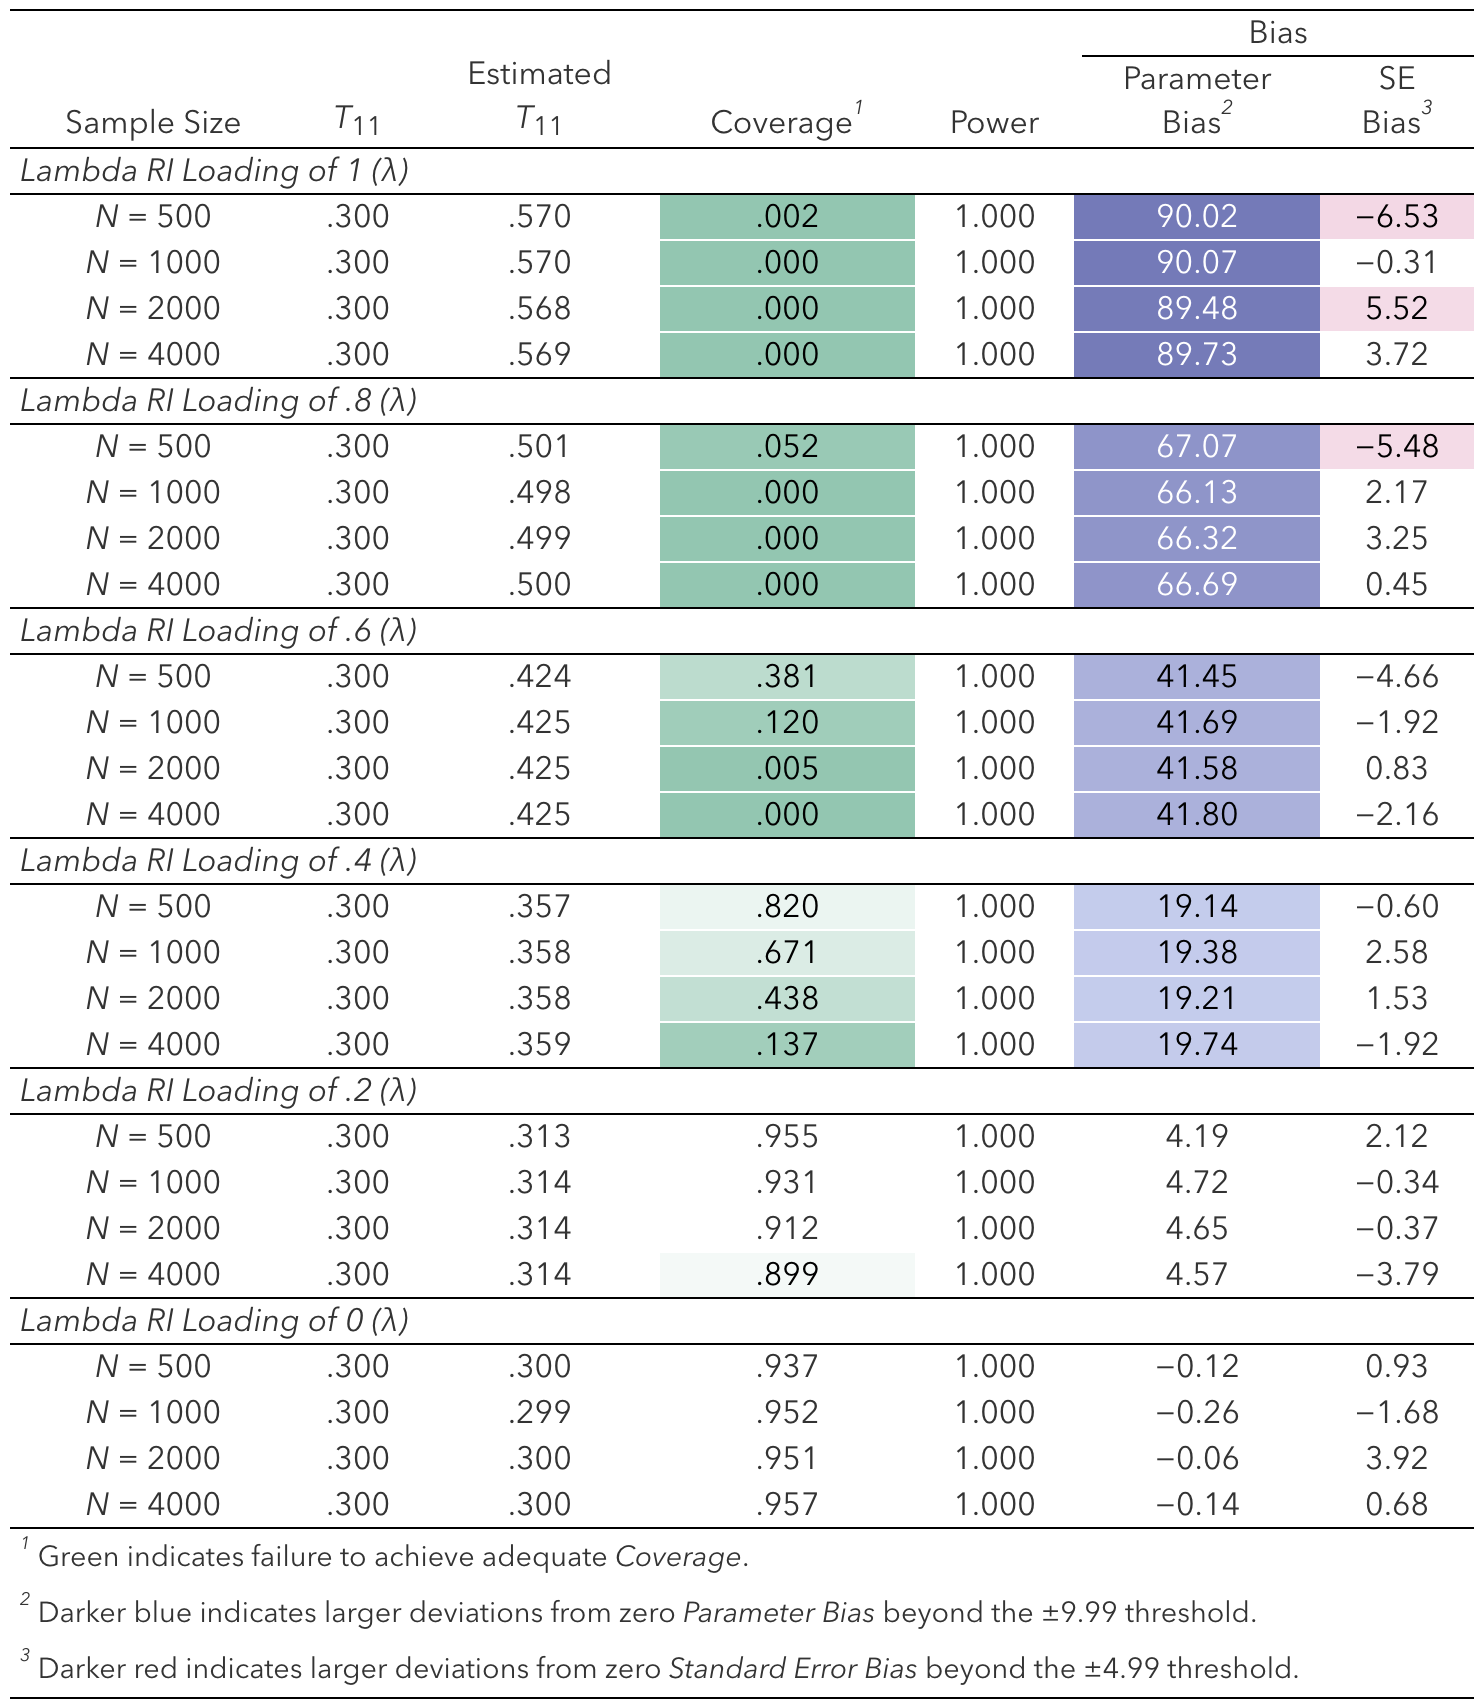 Bias
Estimated Parameter SE
Sample Size T11 T11 Coverage1 Power Bias2 Bias3
Lambda RI Loading of 1 (λ)
N = 500 .300 .570 .002 1.000 90.02 −6.53
N = 1000 .300 .570 .000 1.000 90.07 −0.31
N = 2000 .300 .568 .000 1.000 89.48 5.52
N = 4000 .300 .569 .000 1.000 89.73 3.72
Lambda RI Loading of .8 (λ)
N = 500 .300 .501 .052 1.000 67.07 −5.48
N = 1000 .300 .498 .000 1.000 66.13 2.17
N = 2000 .300 .499 .000 1.000 66.32 3.25
N = 4000 .300 .500 .000 1.000 66.69 0.45
Lambda RI Loading of .6 (λ)
N = 500 .300 .424 .381 1.000 41.45 −4.66
N = 1000 .300 .425 .120 1.000 41.69 −1.92
N = 2000 .300 .425 .005 1.000 41.58 0.83
N = 4000 .300 .425 .000 1.000 41.80 −2.16
Lambda RI Loading of .4 (λ)
N = 500 .300 .357 .820 1.000 19.14 −0.60
N = 1000 .300 .358 .671 1.000 19.38 2.58
N = 2000 .300 .358 .438 1.000 19.21 1.53
N = 4000 .300 .359 .137 1.000 19.74 −1.92
Lambda RI Loading of .2 (λ)
N = 500 .300 .313 .955 1.000 4.19 2.12
N = 1000 .300 .314 .931 1.000 4.72 −0.34
N = 2000 .300 .314 .912 1.000 4.65 −0.37
N = 4000 .300 .314 .899 1.000 4.57 −3.79
Lambda RI Loading of 0 (λ)
N = 500 .300 .300 .937 1.000 −0.12 0.93
N = 1000 .300 .299 .952 1.000 −0.26 −1.68
N = 2000 .300 .300 .951 1.000 −0.06 3.92
N = 4000 .300 .300 .957 1.000 −0.14 0.68
1 Green indicates failure to achieve adequate Coverage.
2 Darker blue indicates larger deviations from zero Parameter Bias beyond the ±9.99 threshold.
3 Darker red indicates larger deviations from zero Standard Error Bias beyond the ±4.99 threshold.